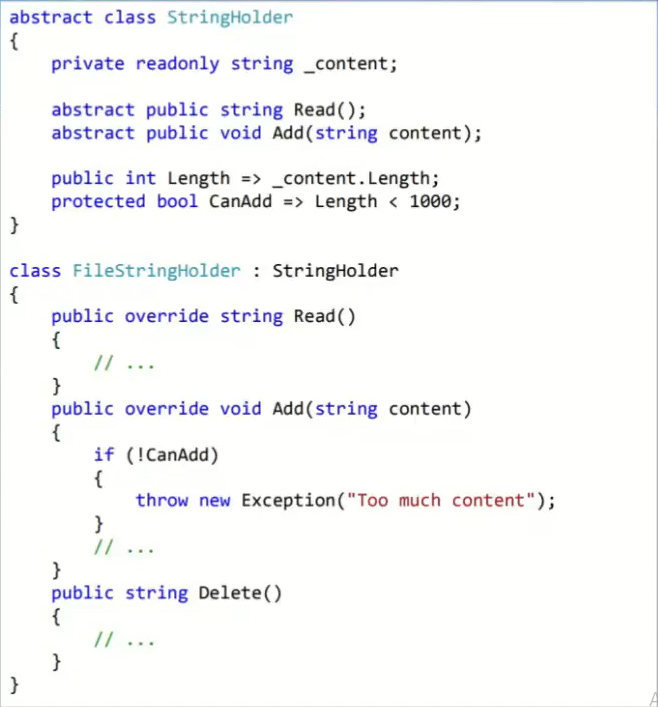 abstract class StringHolder
{
    private readonly string _content;

    abstract public string Read();
    abstract public void Add(string content);

    public int Length => _content.Length;
    protected bool CanAdd => Length < 1000;
}

class FileStringHolder : StringHolder
{
    public override string Read()
    {
        // ...
    }
    public override void Add(string content)
    {
        if (!CanAdd)
        {
            throw new Exception("Too much content");
        }
        // ...
    }
    public string Delete()
    {
        // ...
    }
}